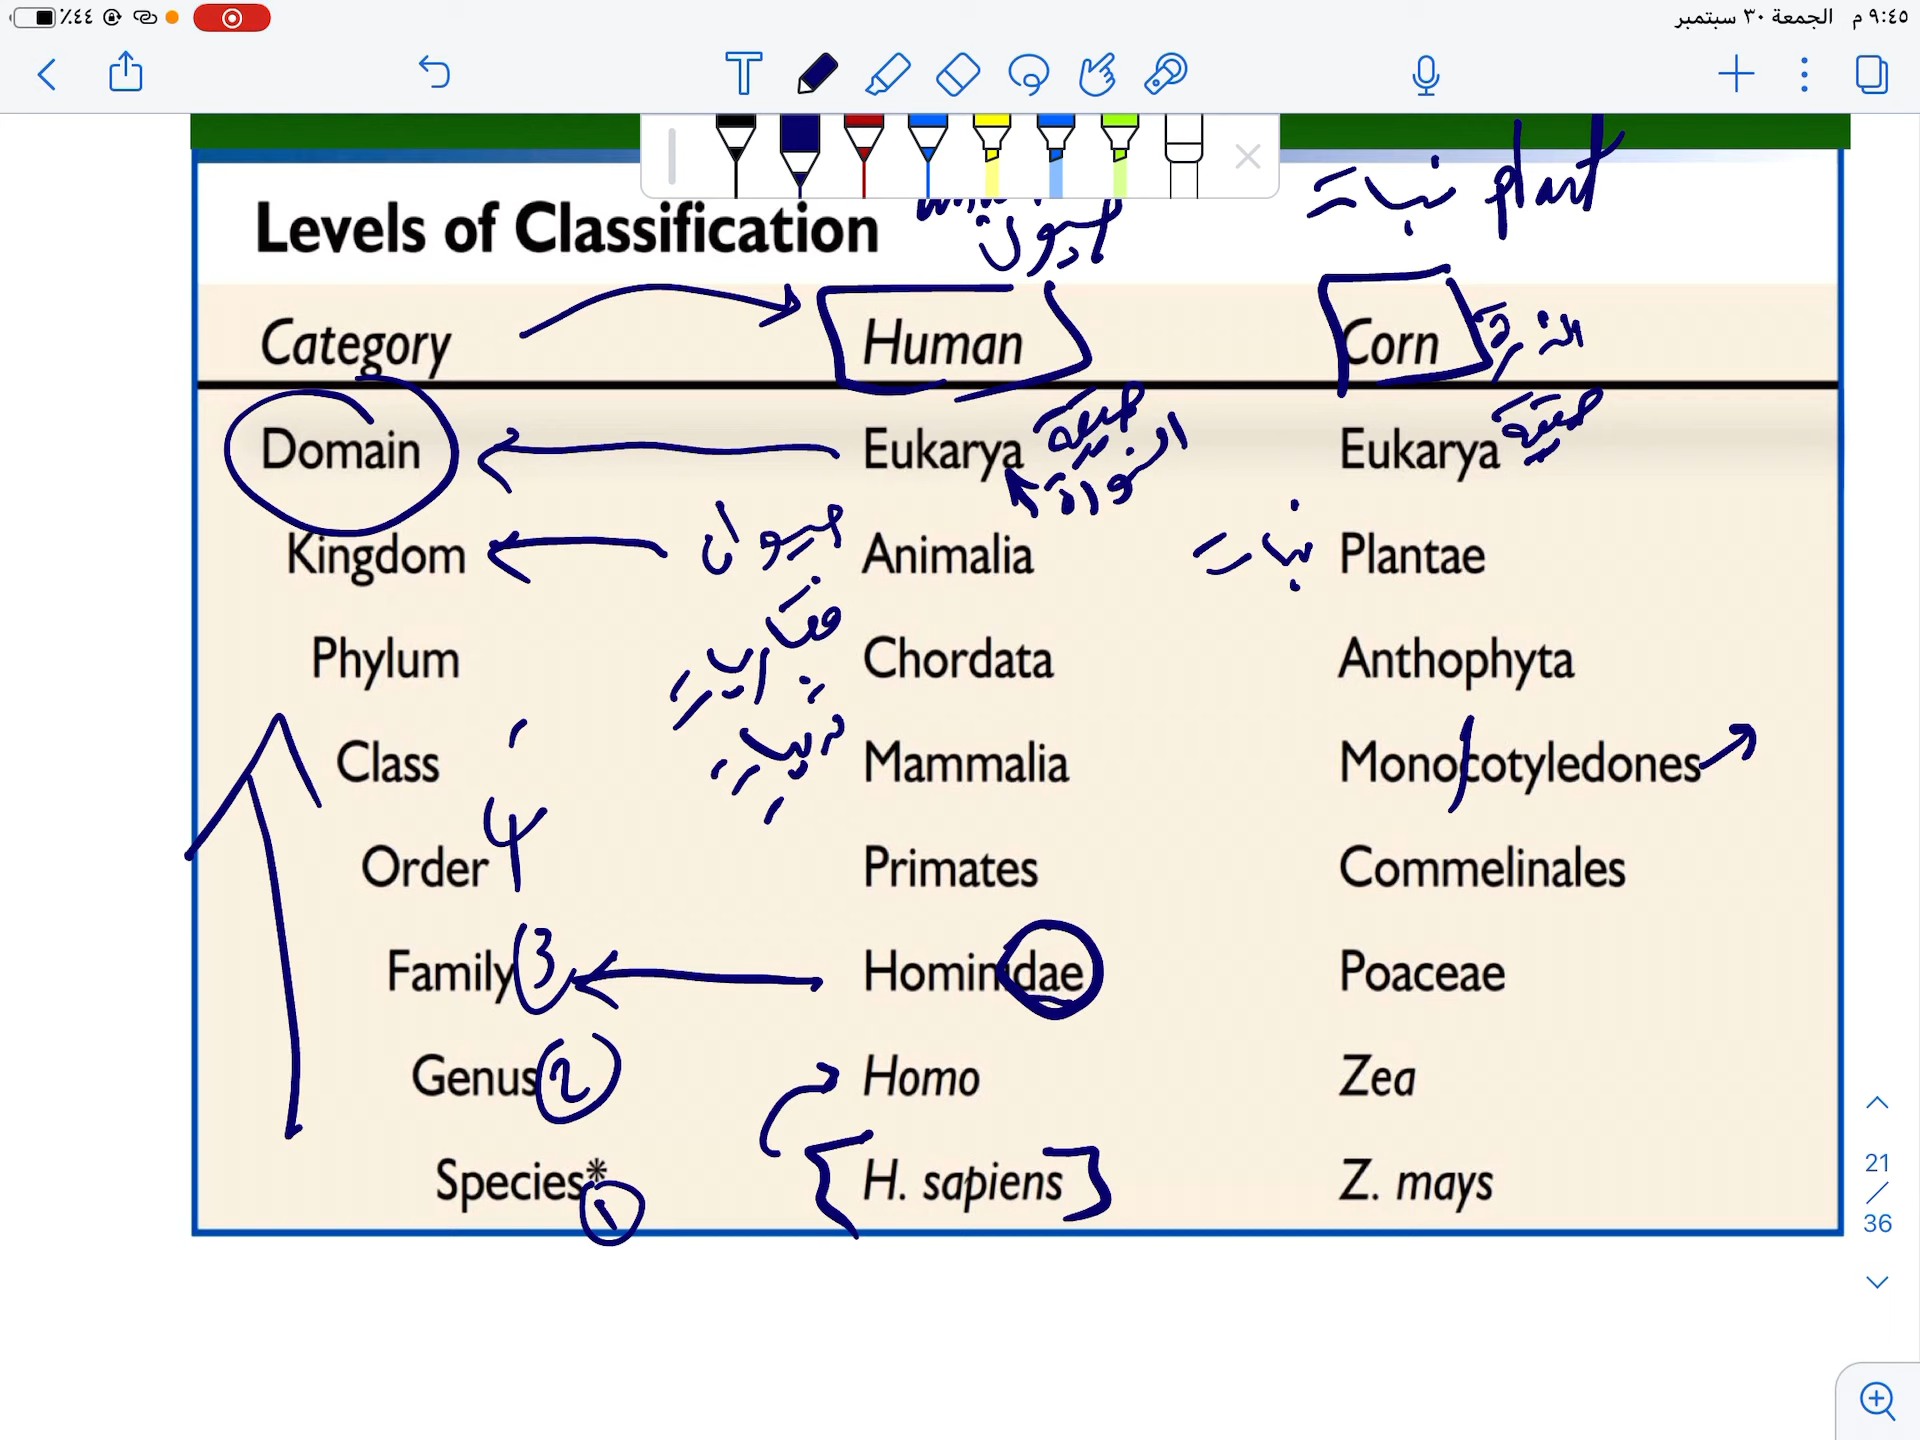 ٩:٤٥ م الجمعة ٣٠ سبتمبر
٪٤٤
T
plant نبات
Levels of Classification
Category Human Corn الذرة
Domain Eukarya Eukarya
Kingdom حيوان Animalia نبات Plantae
Phylum Chordata Anthophyta
Class Mammalia Monocotyledones
Order 4 Primates Commelinales
Family 3 Hominidae Poaceae
Genus 2 Homo Zea
Species* 1 H. sapiens Z. mays
21
/
36